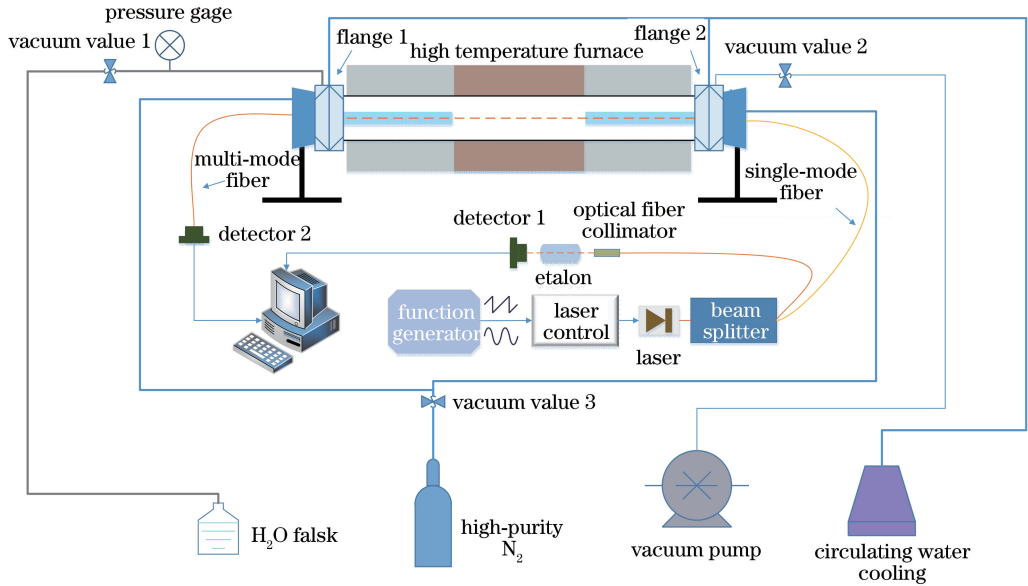 pressure gage
vacuum value 1
flange 1
high temperature furnace
flange 2
vacuum value 2
multi-mode
fiber
single-mode
fiber
detector 2
detector 1
optical fiber
collimator
etalon
function
generator
laser
control
laser
beam
splitter
vacuum value 3
H₂O falsk
high-purity
N₂
vacuum pump
circulating water
cooling